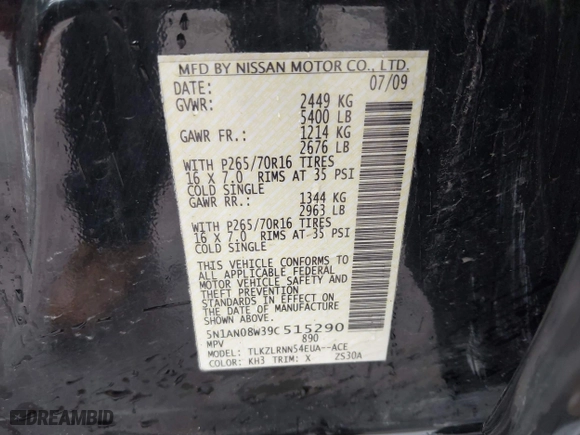 MFD BY NISSAN MOTOR CO., LTD.
DATE: 07/09
GVWR: 2449 KG
5400 LB
GAWR FR.: 1214 KG
2676 LB
WITH P265/70R16 TIRES
16 X 7.0 RIMS AT 35 PSI
COLD SINGLE
GAWR RR.: 1344 KG
2963 LB
WITH P265/70R16 TIRES
16 X 7.0 RIMS AT 35 PSI
COLD SINGLE
THIS VEHICLE CONFORMS TO
ALL APPLICABLE FEDERAL
MOTOR VEHICLE SAFETY
AND THEFT PREVENTION
STANDARDS IN EFFECT ON
THE DATE OF MANUFACTURE
SHOWN ABOVE.
5N1AN08W39C515290
MPV 890
MODEL: TLKZLRNN54EUA--ACE
COLOR: KH3 TRIM: X ZS30A
DREAMBID